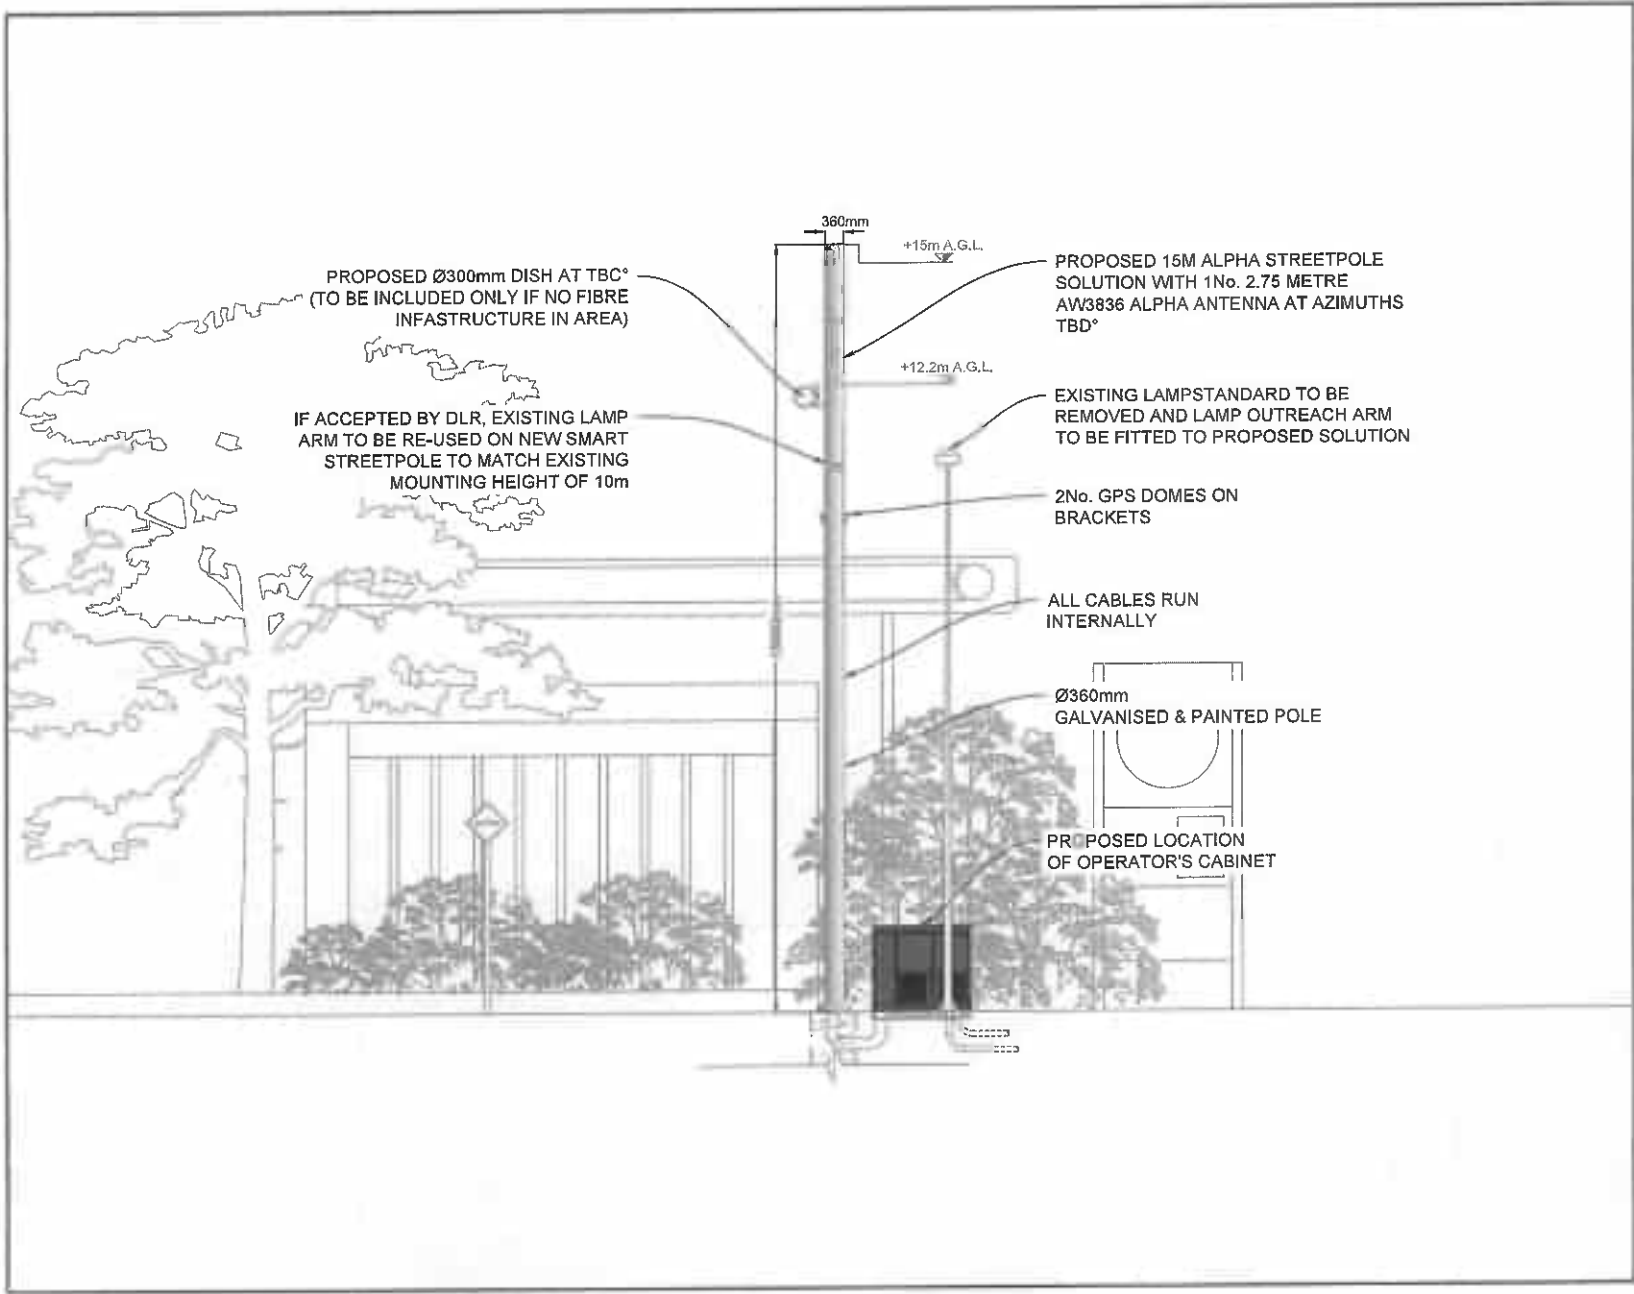 360mm
+15m A.G.L.
PROPOSED Ø300mm DISH AT TBC°
(TO BE INCLUDED ONLY IF NO FIBRE
INFASTRUCTURE IN AREA)
PROPOSED 15M ALPHA STREETPOLE
SOLUTION WITH 1No. 2.75 METRE
AW3836 ALPHA ANTENNA AT AZIMUTHS
TBD°
+12.2m A.G.L.
IF ACCEPTED BY DLR, EXISTING LAMP
ARM TO BE RE-USED ON NEW SMART
STREETPOLE TO MATCH EXISTING
MOUNTING HEIGHT OF 10m
EXISTING LAMPSTANDARD TO BE
REMOVED AND LAMP OUTREACH ARM
TO BE FITTED TO PROPOSED SOLUTION
2No. GPS DOMES ON
BRACKETS
ALL CABLES RUN
INTERNALLY
Ø360mm
GALVANISED & PAINTED POLE
PROPOSED LOCATION
OF OPERATOR'S CABINET